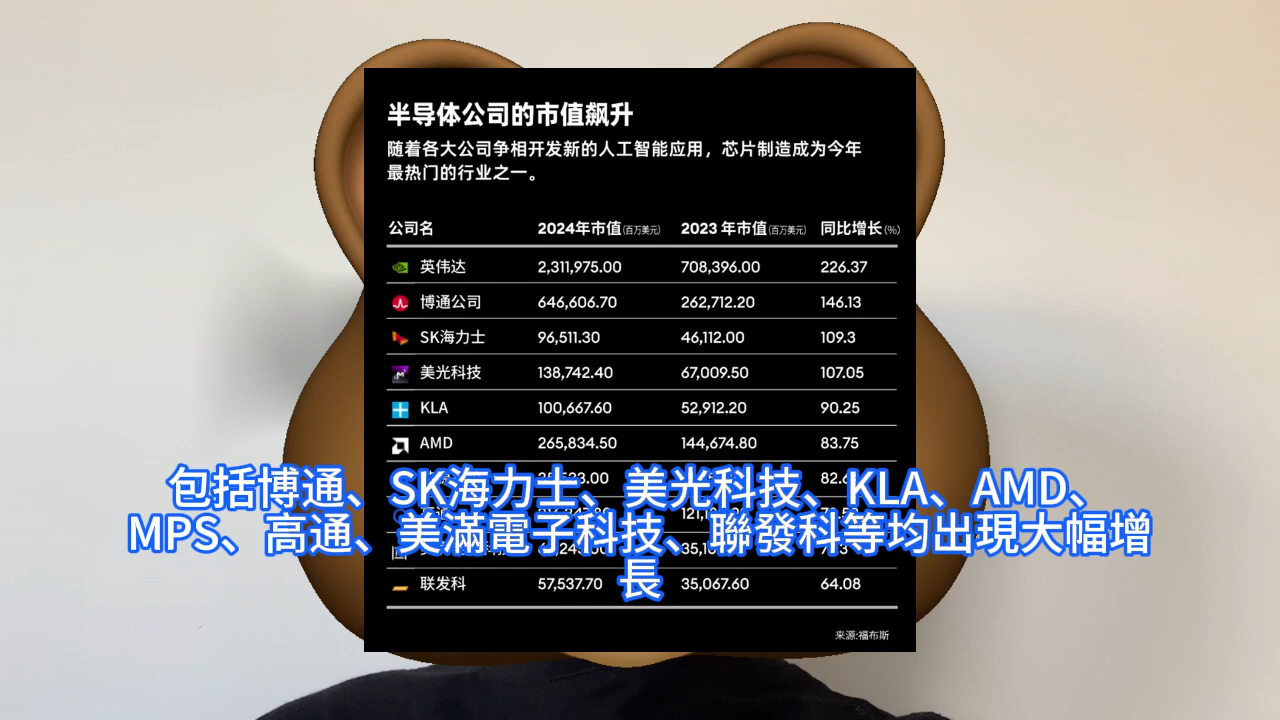 半导体公司的市值飙升
随着各大公司争相开发新的人工智能应用，芯片制造成为今年
最热门的行业之一。
公司名 2024年市值(百万美元) 2023 年市值(百万美元) 同比增长(%)
英伟达 2,311,975.00 708,396.00 226.37
博通公司 646,606.70 262,712.20 146.13
SK海力士 96,511.30 46,112.00 109.3
美光科技 138,742.40 67,009.50 107.05
KLA 100,667.60 52,912.20 90.25
AMD 265,834.50 144,674.80 83.75
包括博通、SK海力士、美光科技、KLA、AMD、
MPS、高通、美滿電子科技、聯發科等均出現大幅增
長
联发科 57,537.70 35,067.60 64.08
来源:福布斯